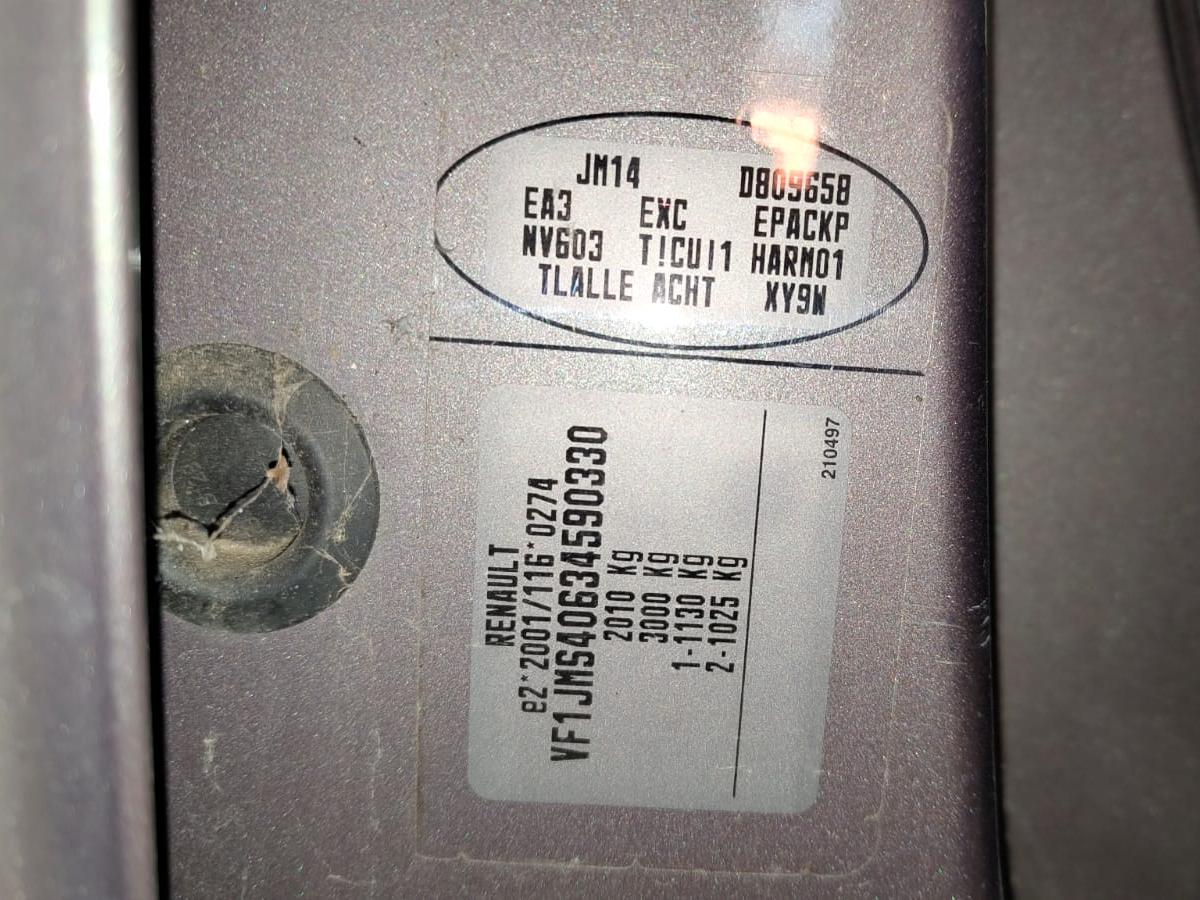 JM14 D809658
EA3 EXC EPACKP
NV603 T!CUI1 HARM01
TLALLE ACHT XY9N
RENAULT
e2*2001/116*0274
VF1JMS40634590330
2010 Kg
3000 Kg
1-1130 Kg
2-1025 Kg
210497